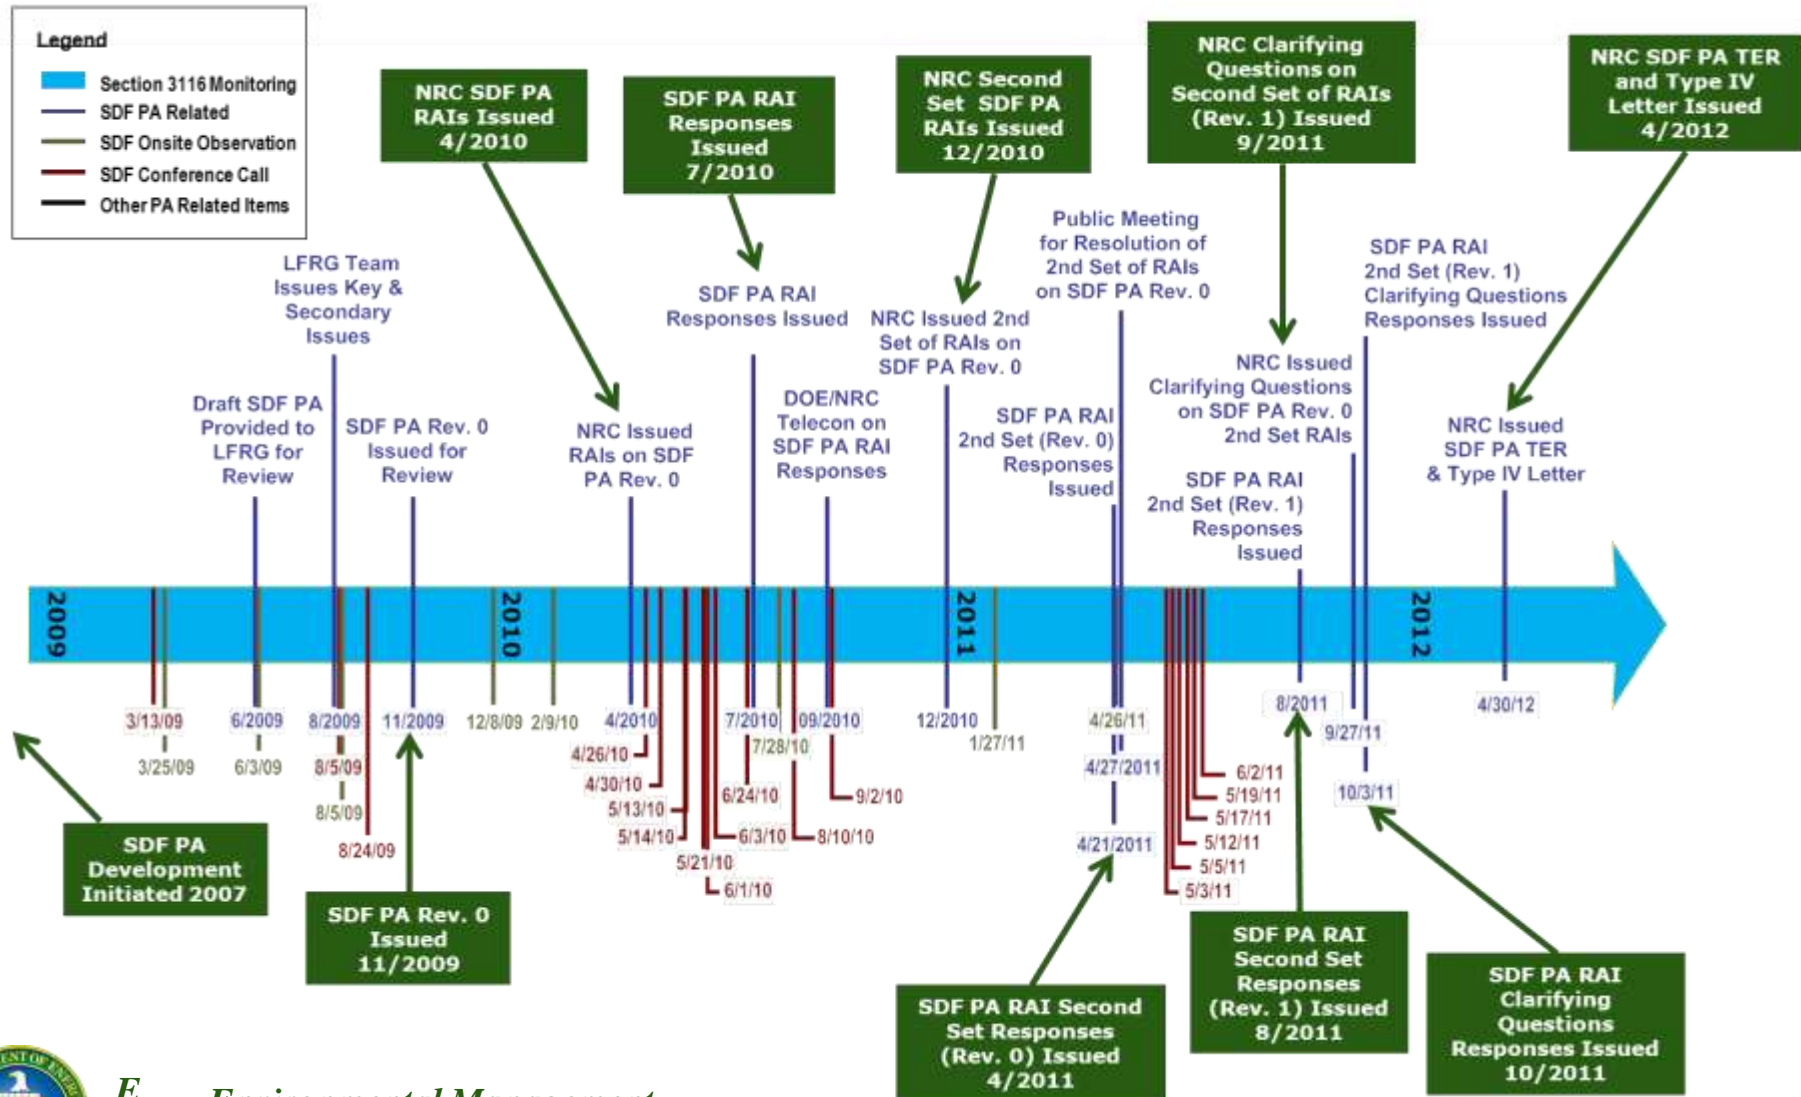 Legend
Section 3116 Monitoring
SDF PA Related
SDF Onsite Observation
SDF Conference Call
Other PA Related Items
NRC SDF PA
RAIs Issued
4/2010
SDF PA RAI
Responses
Issued
7/2010
NRC Second
Set SDF PA
RAIs Issued
12/2010
NRC Clarifying
Questions on
Second Set of RAIs
(Rev. 1) Issued
9/2011
NRC SDF PA TER
and Type IV
Letter Issued
4/2012
Draft SDF PA
Provided to
LFRG for
Review
LFRG Team
Issues Key &
Secondary
Issues
SDF PA Rev. 0
Issued for
Review
NRC Issued
RAIs on SDF
PA Rev. 0
SDF PA RAI
Responses Issued
DOE/NRC
Telecon on
SDF PA RAI
Responses
NRC Issued 2nd
Set of RAIs on
SDF PA Rev. 0
SDF PA RAI
2nd Set (Rev. 0)
Responses
Issued
Public Meeting
for Resolution of
2nd Set of RAIs
on SDF PA Rev. 0
SDF PA RAI
2nd Set (Rev. 1)
Responses
Issued
NRC Issued
Clarifying Questions
on SDF PA Rev. 0
2nd Set RAIs
SDF PA RAI
2nd Set (Rev. 1)
Clarifying Questions
Responses Issued
NRC Issued
SDF PA TER
& Type IV Letter
2009
2010
2011
2012
3/13/09
3/25/09
6/2009
6/3/09
8/2009
8/5/09
8/5/09
8/24/09
11/2009
12/8/09
2/9/10
4/2010
4/26/10
4/30/10
5/13/10
5/14/10
5/21/10
6/1/10
6/3/10
6/24/10
7/2010
7/28/10
8/10/10
09/2010
9/2/10
12/2010
1/27/11
4/26/11
4/27/2011
4/21/2011
6/2/11
5/19/11
5/17/11
5/12/11
5/5/11
5/3/11
8/2011
9/27/11
10/3/11
4/30/12
SDF PA
Development
Initiated 2007
SDF PA Rev. 0
Issued
11/2009
SDF PA RAI Second
Set Responses
(Rev. 0) Issued
4/2011
SDF PA RAI
Second Set
Responses
(Rev. 1) Issued
8/2011
SDF PA RAI
Clarifying
Questions
Responses Issued
10/2011
E Environmental Management